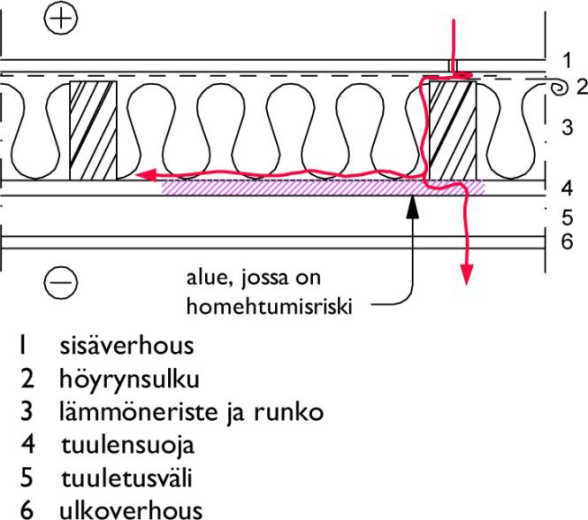 +
1
2
3
4
5
6
−
alue, jossa on
homehtumisriski
1 sisäverhous
2 höyrynsulku
3 lämmöneriste ja runko
4 tuulensuoja
5 tuuletusväli
6 ulkoverhous